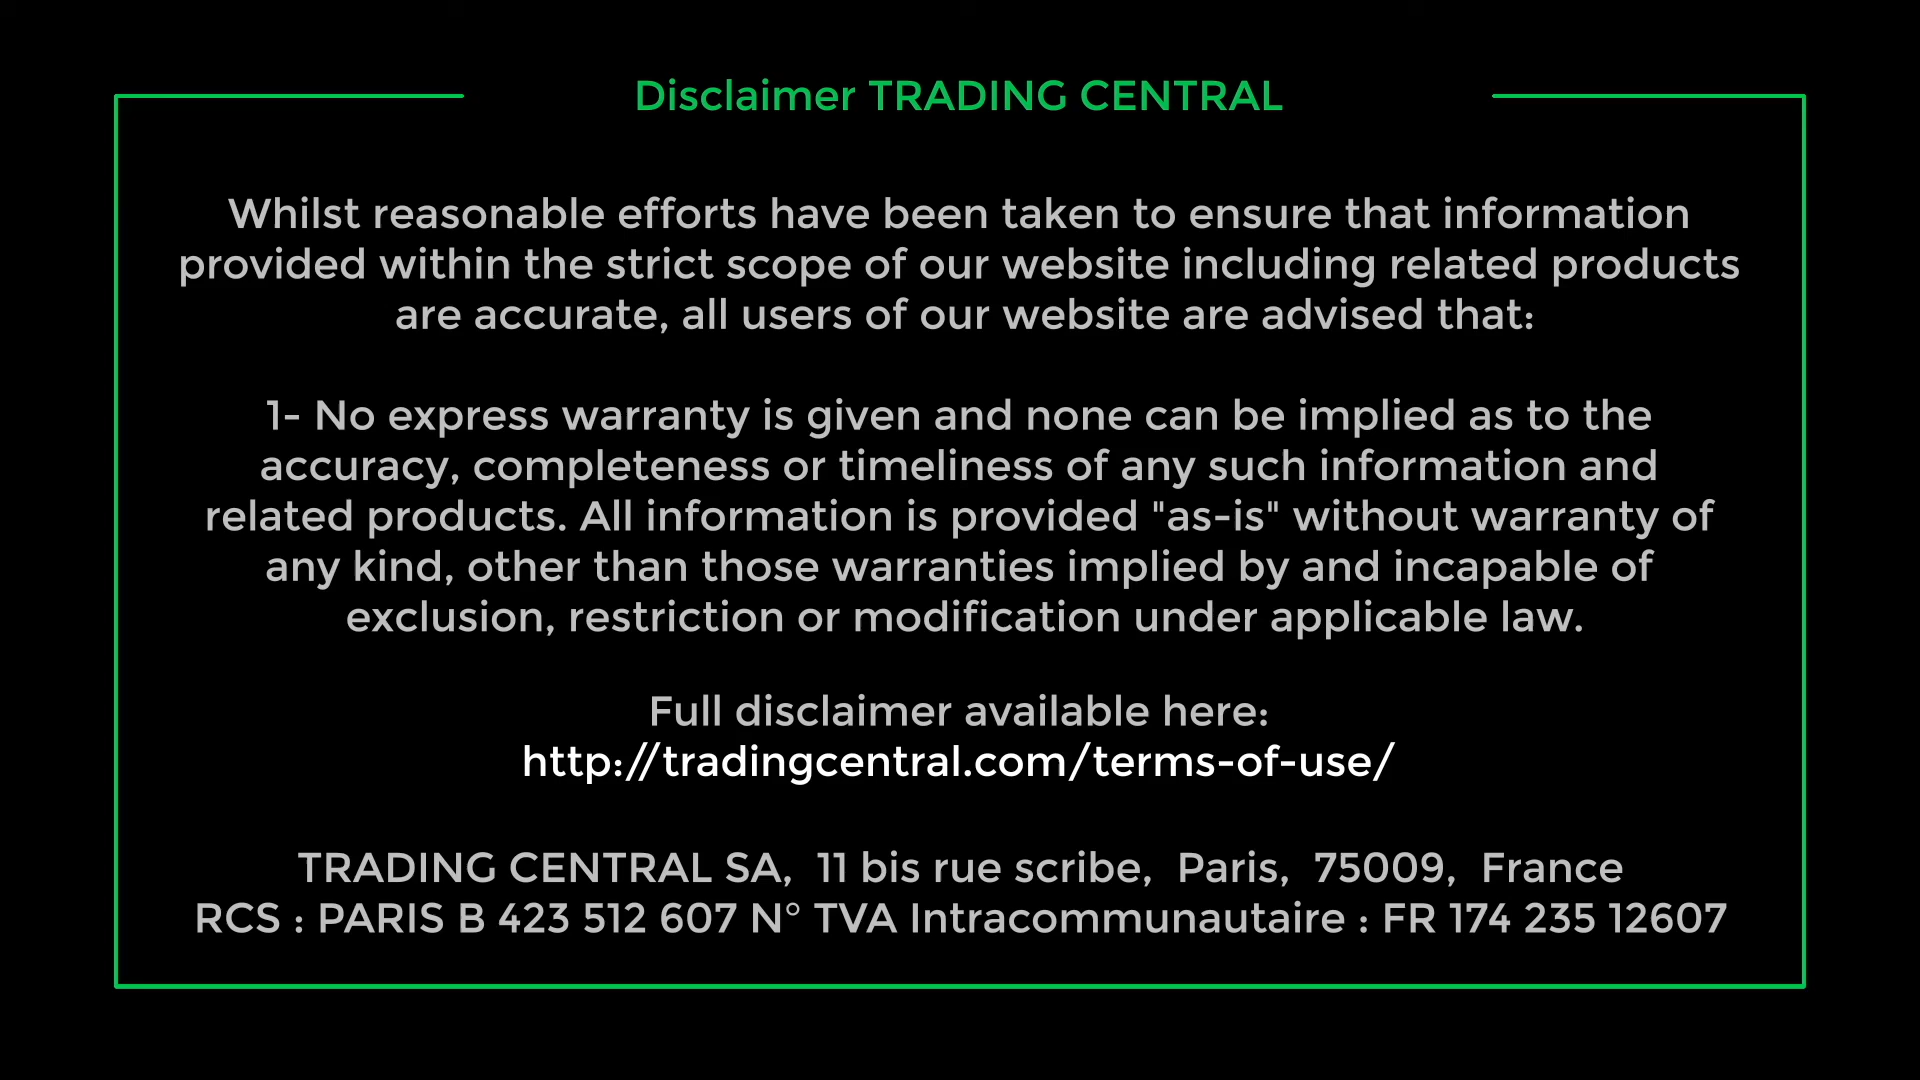 Disclaimer TRADING CENTRAL
Whilst reasonable efforts have been taken to ensure that information
provided within the strict scope of our website including related products
are accurate, all users of our website are advised that:
1- No express warranty is given and none can be implied as to the
accuracy, completeness or timeliness of any such information and
related products. All information is provided "as-is" without warranty of
any kind, other than those warranties implied by and incapable of
exclusion, restriction or modification under applicable law.
Full disclaimer available here:
http://tradingcentral.com/terms-of-use/
TRADING CENTRAL SA,  11 bis rue scribe,  Paris,  75009,  France
RCS : PARIS B 423 512 607 N° TVA Intracommunautaire : FR 174 235 12607